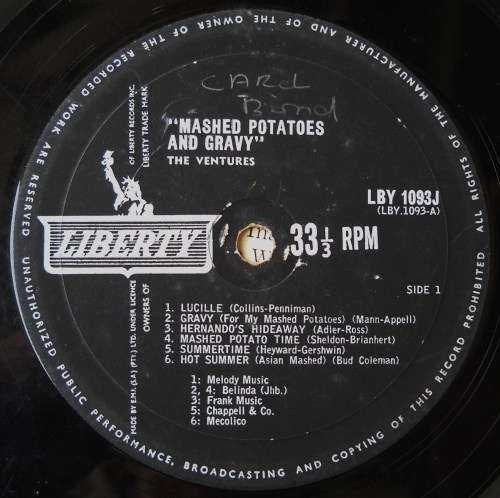 ALL RIGHTS OF THE MANUFACTURER AND OF THE OWNER OF THE RECORDED WORK ARE RESERVED
UNAUTHORIZED PUBLIC PERFORMANCE, BROADCASTING AND COPYING OF THIS RECORD PROHIBITED
CAROL
"MASHED POTATOES
AND GRAVY"
THE VENTURES
OF LIBERTY RECORDS INC.
LIBERTY TRADE MARK
LIBERTY
MADE BY E.M.I. (S.A.) (PTY.) LTD. UNDER LICENCE
OWNERS OF
LBY 1093J
(LBY.1093-A)
33⅓ RPM
SIDE 1
1. LUCILLE (Collins-Penniman)
2. GRAVY (For My Mashed Potatoes) (Mann-Appell)
3. HERNANDO'S HIDEAWAY (Adler-Ross)
4. MASHED POTATO TIME (Sheldon-Brianhert)
5. SUMMERTIME (Heyward-Gershwin)
6. HOT SUMMER (Asian Mashed) (Bud Coleman)
1: Melody Music
2, 4: Belinda (Jhb.)
3: Frank Music
5: Chappell & Co.
6: Mecolico